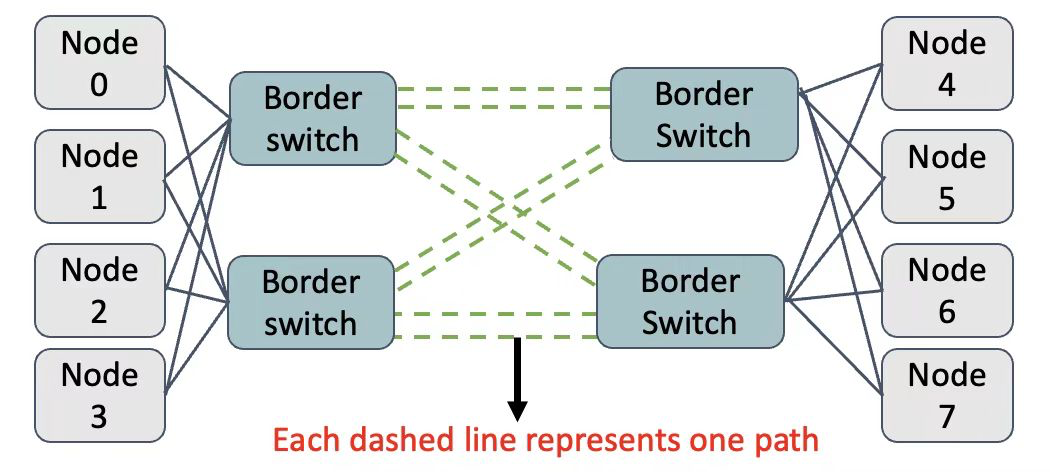 Node
0
Node
1
Node
2
Node
3
Border
switch
Border
switch
Border
Switch
Border
Switch
Node
4
Node
5
Node
6
Node
7
Each dashed line represents one path